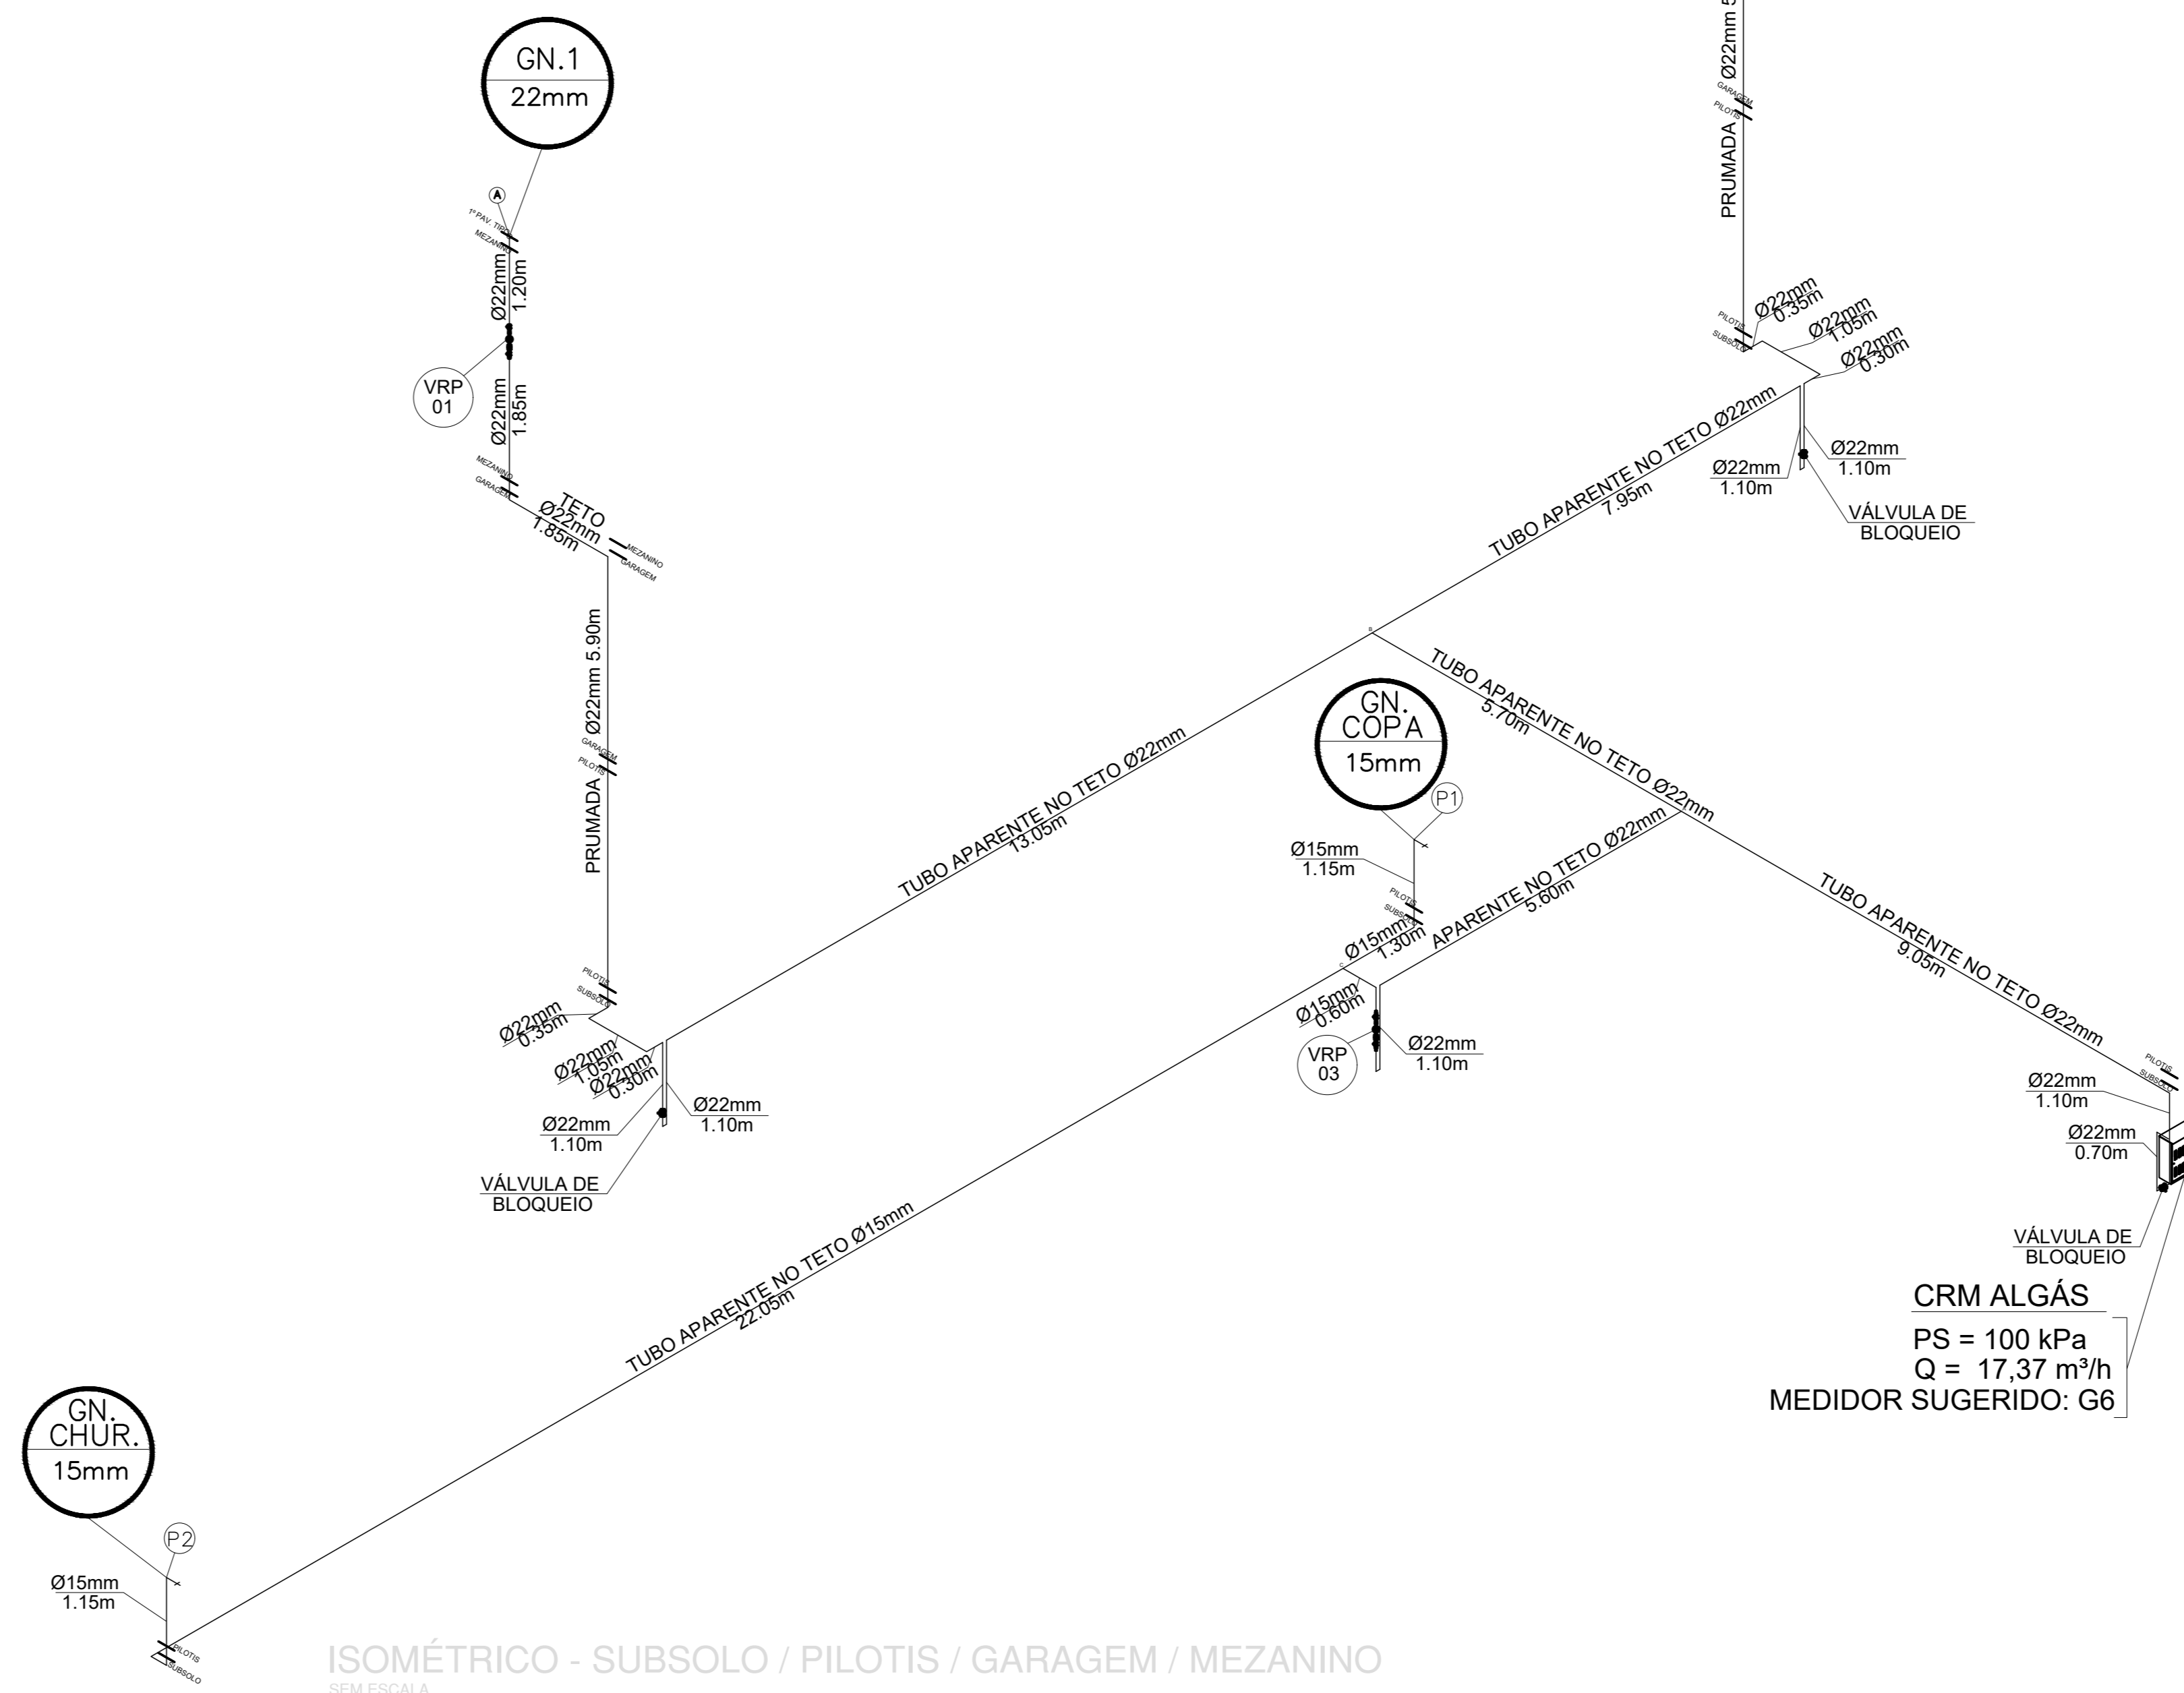 GN.1
22mm
A
1º PAV. TIPO
MEZANINO
Ø22mm
1.20m
VRP
01
Ø22mm
1.85m
MEZANINO
GARAGEM
TETO
Ø22mm
1.85m
MEZANINO
GARAGEM
PRUMADA Ø22mm 5.90m
GARAGEM
PILOTIS
PILOTIS
SUBSOLO
Ø22mm
0.35m
Ø22mm
1.05m
Ø22mm
0.30m
Ø22mm
1.10m
Ø22mm
1.10m
VÁLVULA DE
BLOQUEIO
TUBO APARENTE NO TETO Ø22mm
13.05m
PRUMADA Ø22mm 5
GARAGEM
PILOTIS
PILOTIS
SUBSOLO
Ø22mm
0.35m
Ø22mm
1.05m
Ø22mm
0.30m
Ø22mm
1.10m
Ø22mm
1.10m
VÁLVULA DE
BLOQUEIO
TUBO APARENTE NO TETO Ø22mm
7.95m
B
TUBO APARENTE NO TETO Ø22mm
5.70m
GN.
COPA
15mm
P1
Ø15mm
1.15m
PILOTIS
SUBSOLO
Ø15mm
1.30m
C
Ø15mm
0.60m
APARENTE NO TETO Ø22mm
5.60m
VRP
03
Ø22mm
1.10m
TUBO APARENTE NO TETO Ø22mm
9.05m
PILOTIS
SUBSOLO
Ø22mm
1.10m
Ø22mm
0.70m
VÁLVULA DE
BLOQUEIO
CRM ALGÁS
PS = 100 kPa
Q = 17,37 m³/h
MEDIDOR SUGERIDO: G6
TUBO APARENTE NO TETO Ø15mm
22.05m
GN.
CHUR.
15mm
P2
Ø15mm
1.15m
PILOTIS
SUBSOLO
ISOMÉTRICO - SUBSOLO / PILOTIS / GARAGEM / MEZANINO
SEM ESCALA